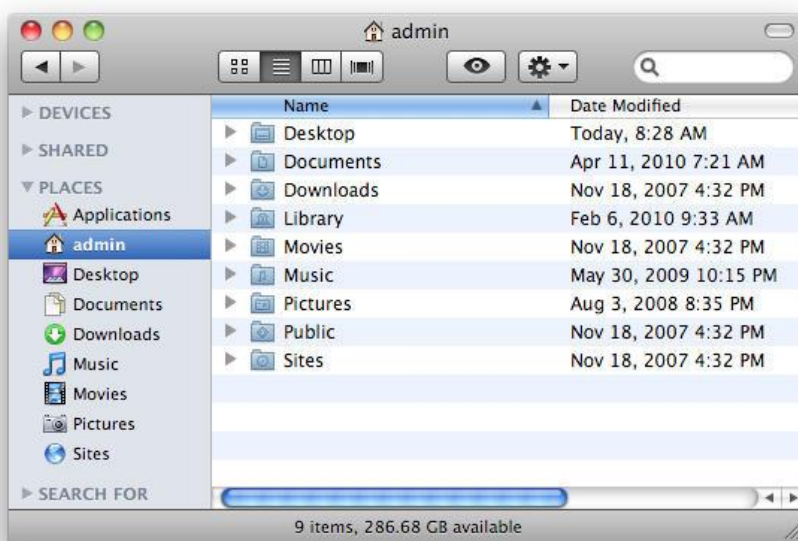 admin
DEVICES
SHARED
PLACES
Applications
admin
Desktop
Documents
Downloads
Music
Movies
Pictures
Sites
SEARCH FOR
Name Date Modified
Desktop Today, 8:28 AM
Documents Apr 11, 2010 7:21 AM
Downloads Nov 18, 2007 4:32 PM
Library Feb 6, 2010 9:33 AM
Movies Nov 18, 2007 4:32 PM
Music May 30, 2009 10:15 PM
Pictures Aug 3, 2008 8:35 PM
Public Nov 18, 2007 4:32 PM
Sites Nov 18, 2007 4:32 PM
9 items, 286.68 GB available